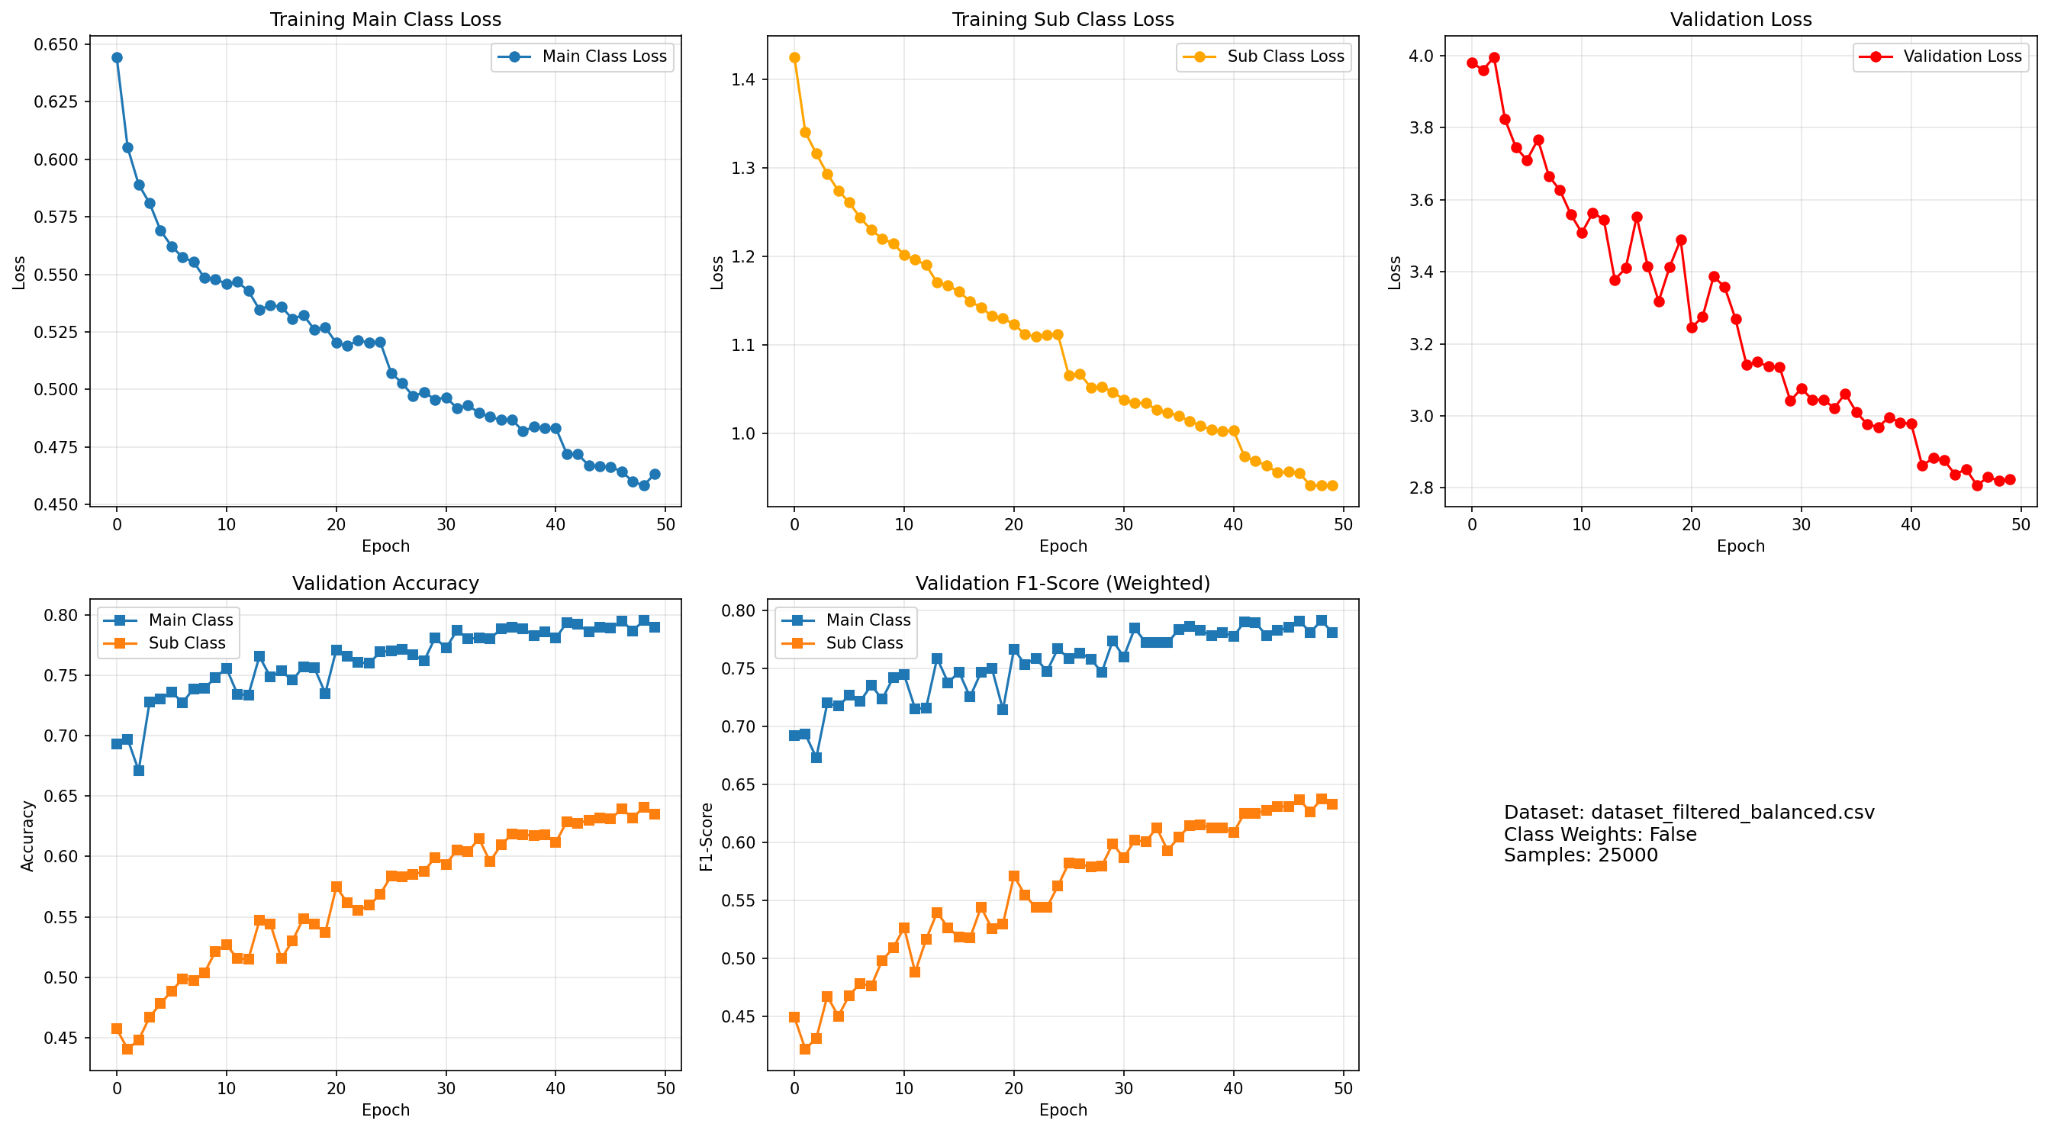 Training Main Class Loss
Main Class Loss
0.650
0.625
0.600
0.575
0.550
0.525
0.500
0.475
0.450
Loss
0 10 20 30 40 50
Epoch
Training Sub Class Loss
Sub Class Loss
1.4
1.3
1.2
1.1
1.0
Loss
0 10 20 30 40 50
Epoch
Validation Loss
Validation Loss
4.0
3.8
3.6
3.4
3.2
3.0
2.8
Loss
0 10 20 30 40 50
Epoch
Validation Accuracy
Main Class
Sub Class
0.80
0.75
0.70
0.65
0.60
0.55
0.50
0.45
Accuracy
0 10 20 30 40 50
Epoch
Validation F1-Score (Weighted)
Main Class
Sub Class
0.80
0.75
0.70
0.65
0.60
0.55
0.50
0.45
F1-Score
0 10 20 30 40 50
Epoch
Dataset: dataset_filtered_balanced.csv
Class Weights: False
Samples: 25000